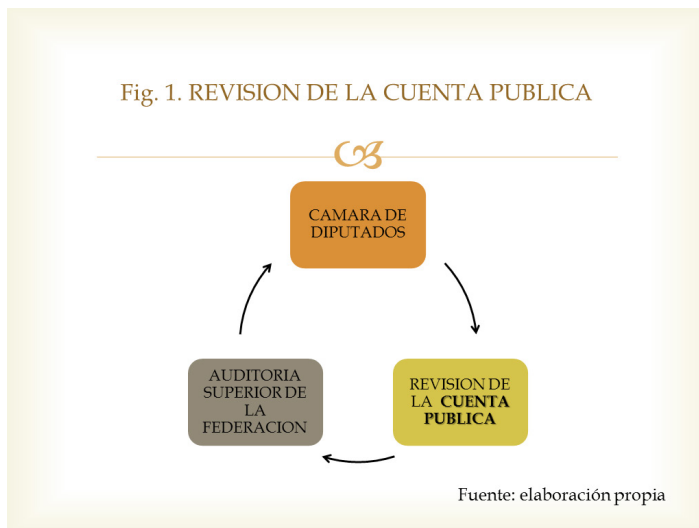 Fig. 1. REVISION DE LA CUENTA PUBLICA
CAMARA DE
DIPUTADOS
REVISION DE
LA CUENTA
PUBLICA
AUDITORIA
SUPERIOR DE
LA
FEDERACION
Fuente: elaboración propia